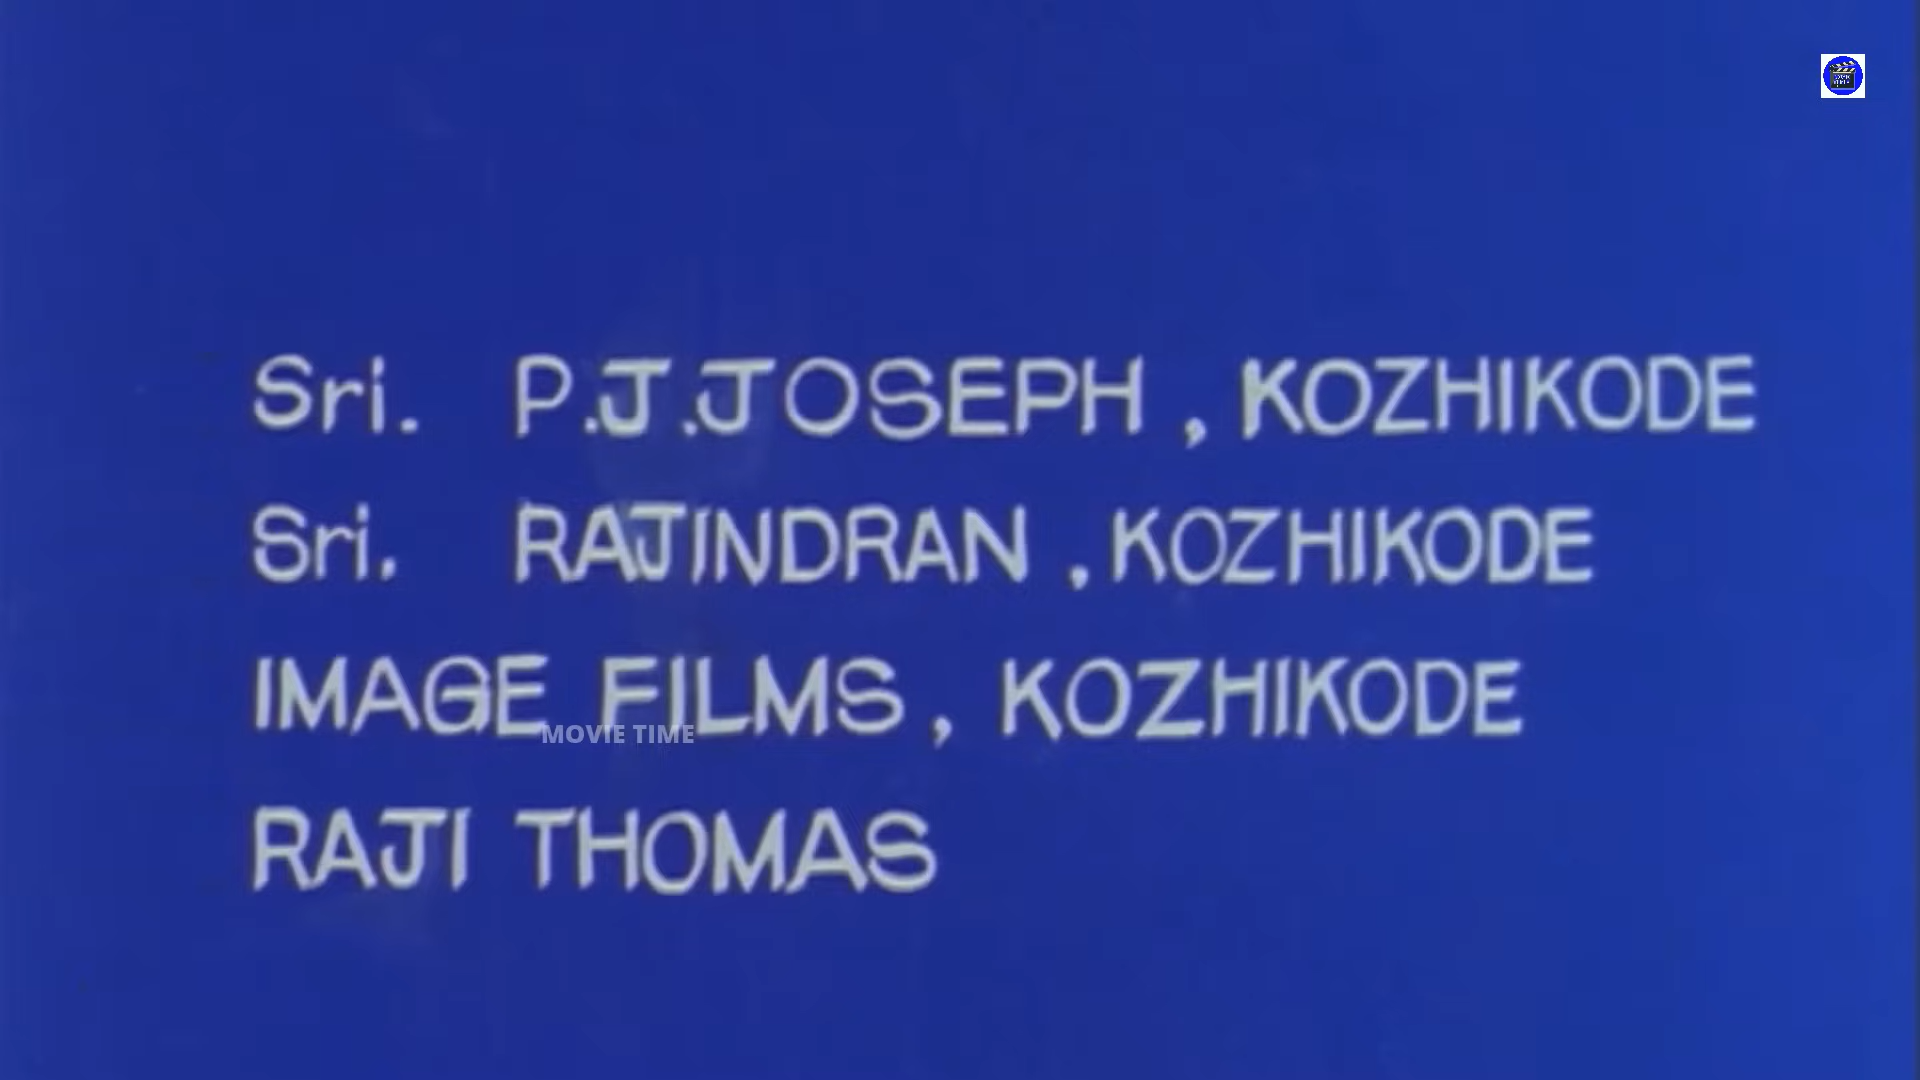 Sri. P.J.JOSEPH, KOZHIKODE
Sri. RAJINDRAN, KOZHIKODE
IMAGE FILMS, KOZHIKODE
MOVIE TIME
RAJI THOMAS